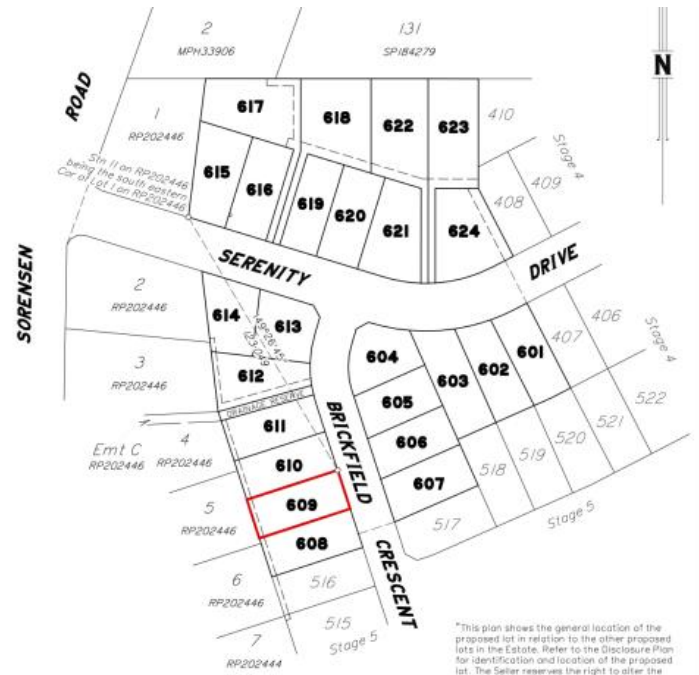 2
MPH33906
131
SP184279
N
ROAD
1
RP202446
617
618
622
623
410
Stage 4
Stn 11 on RP202446
being the south eastern
Cor of Lot 1 on RP202446
615
616
619
620
621
624
408
409
SORENSEN
SERENITY
DRIVE
2
RP202446
614
613
149°26'45"
123·049
612
3
RP202446
604
603
602
601
407
406
Stage 4
605
DRAINAGE RESERVE
611
BRICKFIELD
606
Emt C
RP202446
4
RP202446
610
607
518
519
520
521
522
5
RP202446
609
517
Stage 5
608
CRESCENT
6
RP202446
516
515
Stage 5
7
RP202444
"This plan shows the general location of the
proposed lot in relation to the other proposed
lots in the Estate. Refer to the Disclosure Plan
for identification and location of the proposed
lot. The Seller reserves the right to alter the